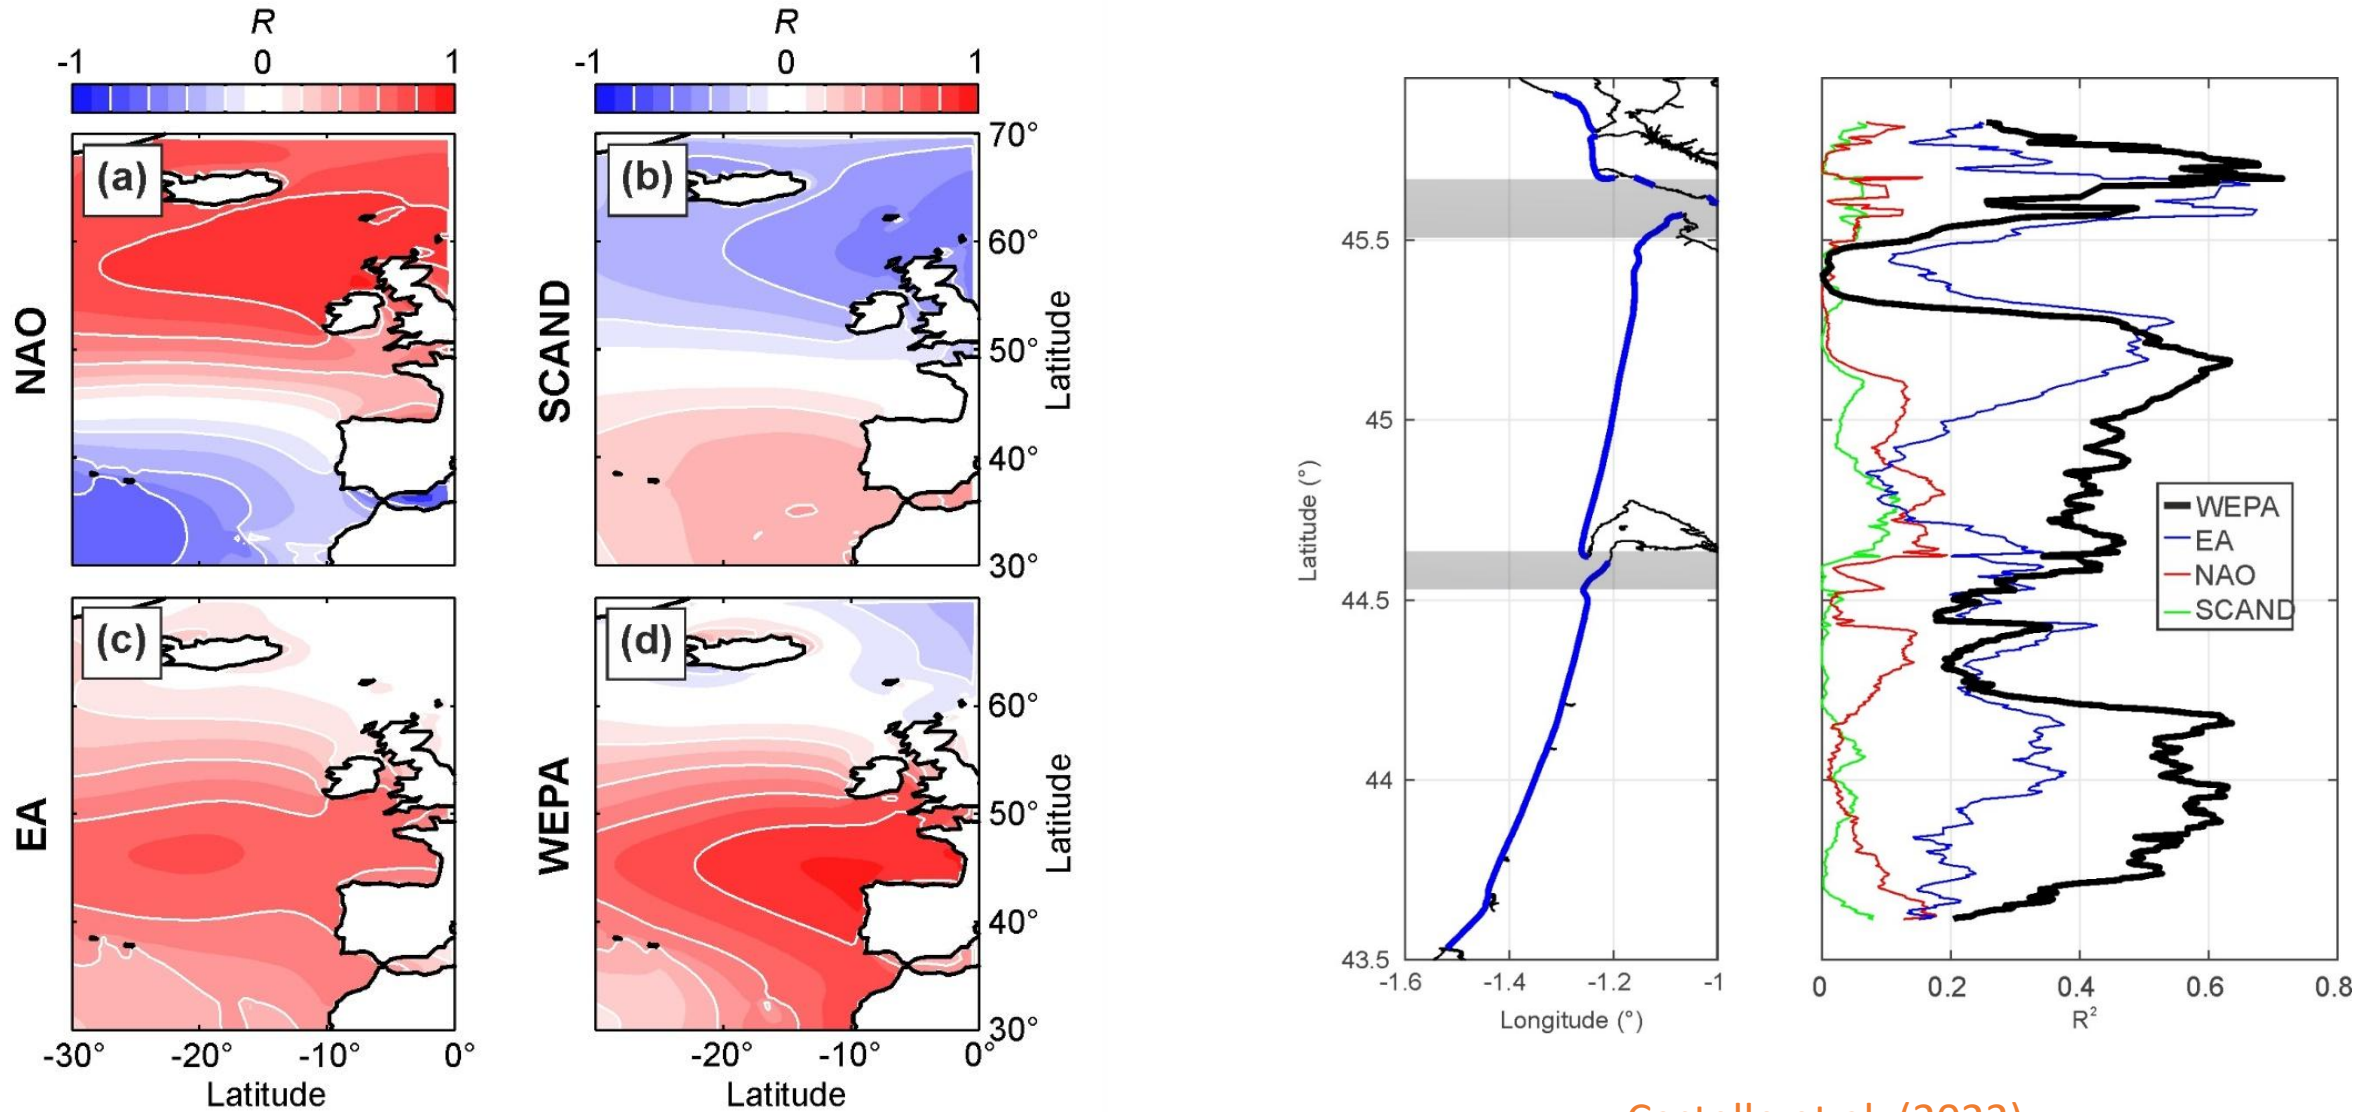 R
-1 0 1
R
-1 0 1
NAO
(a)
SCAND
(b)
70°
60°
50°
40°
30°
Latitude
EA
(c)
WEPA
(d)
60°
50°
40°
30°
Latitude
-30° -20° -10° 0°
Latitude
-20° -10° 0°
Latitude
45.5
45
44.5
44
43.5
Latitude (°)
-1.6 -1.4 -1.2 -1
Longitude (°)
WEPA
EA
NAO
SCAND
0 0.2 0.4 0.6 0.8
R²